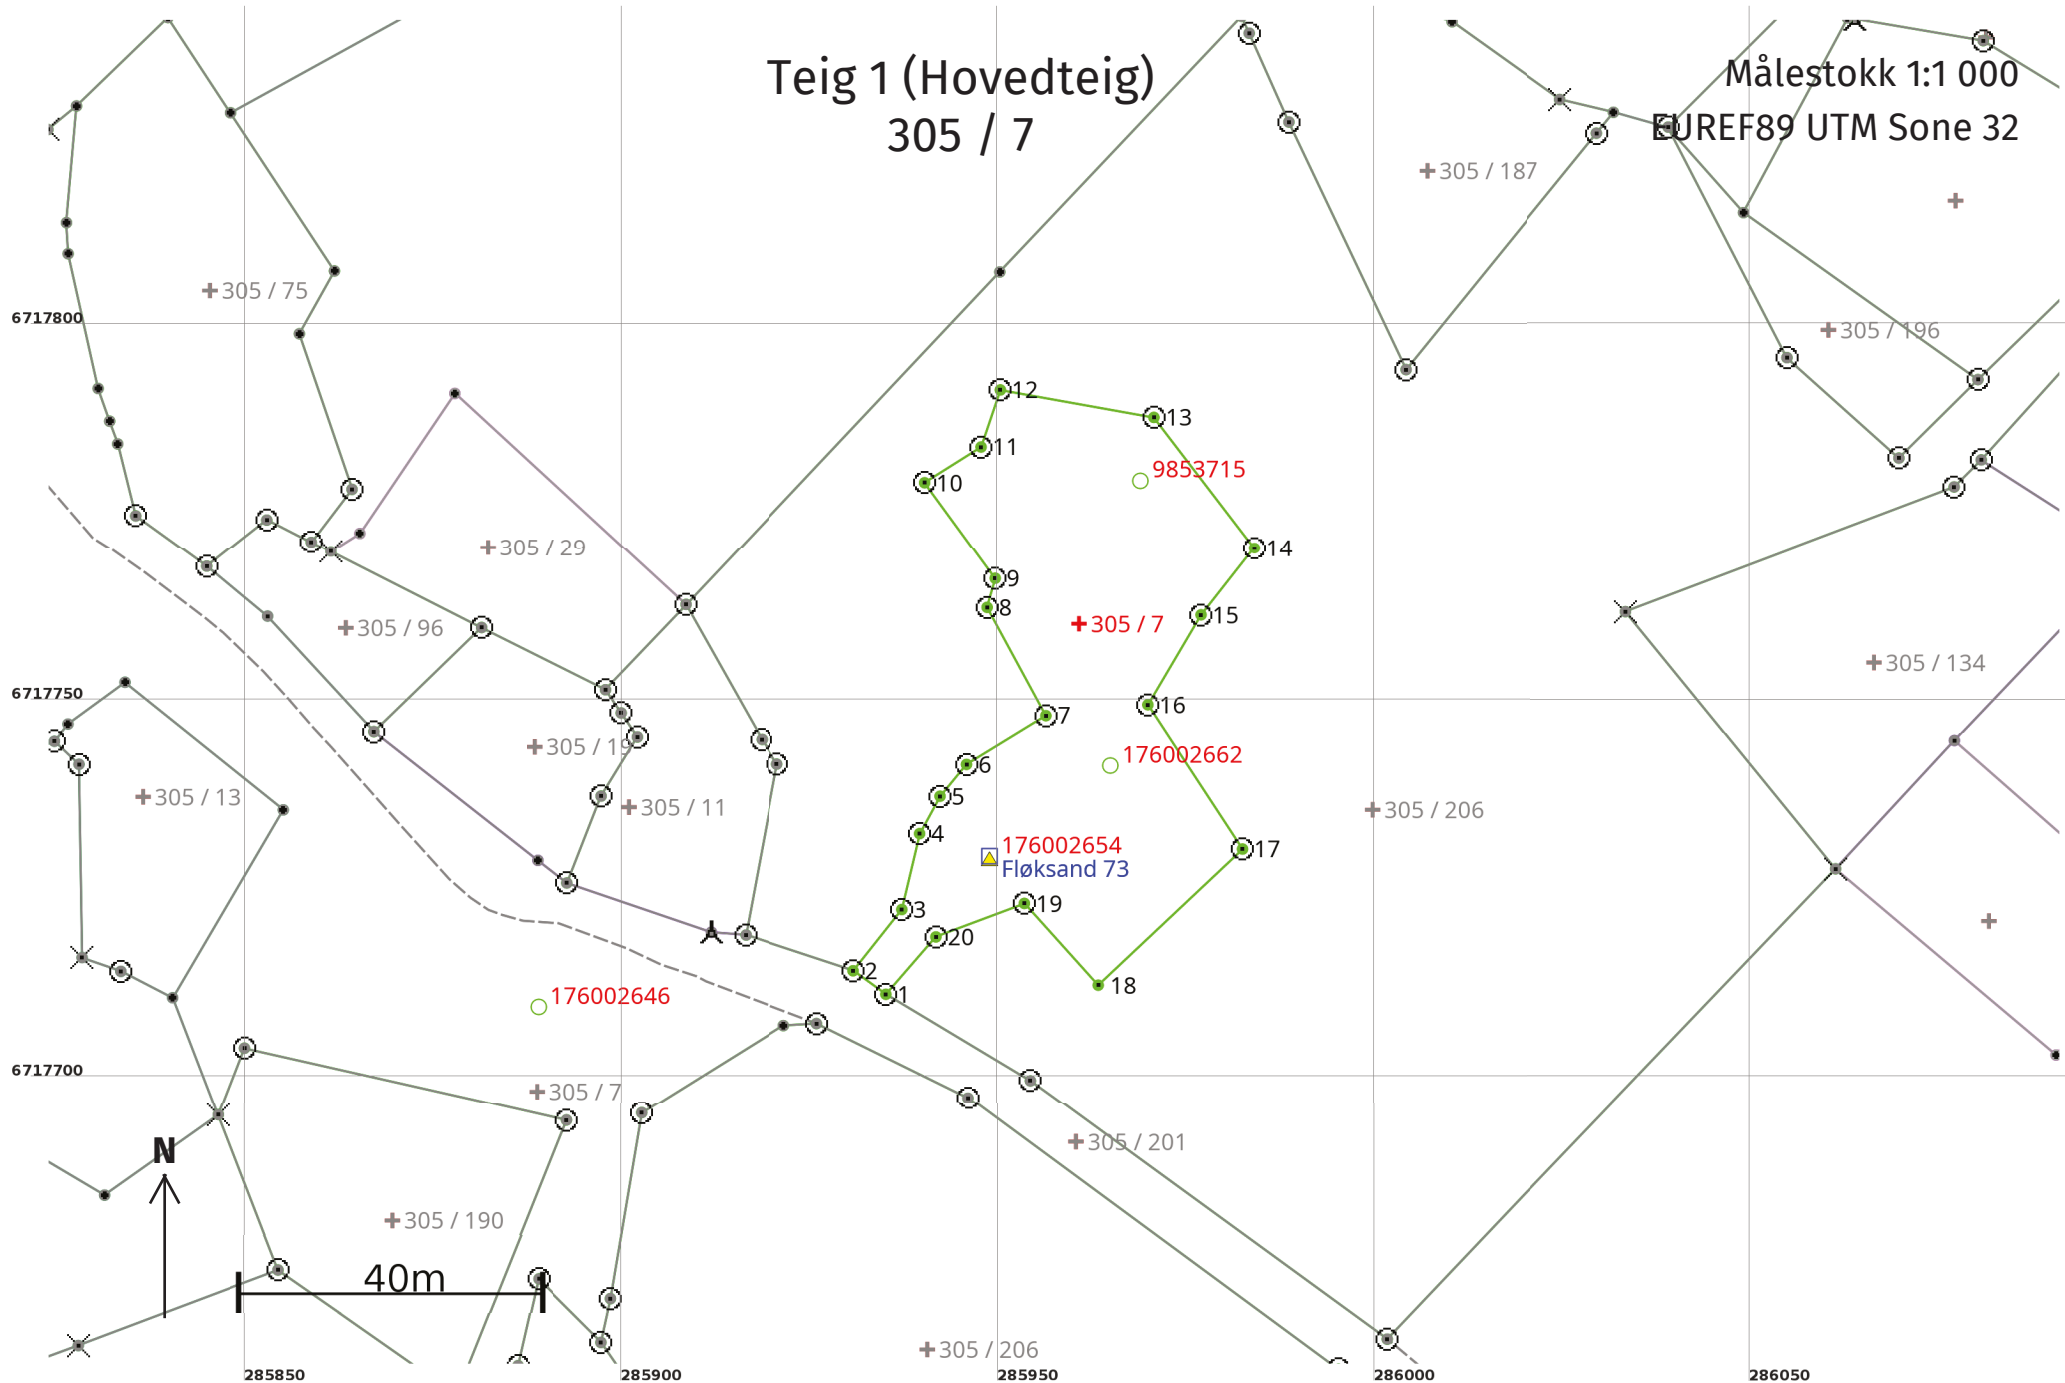 Teig 1 (Hovedteig)
305 / 7
Målestokk 1:1 000
EUREF89 UTM Sone 32
305 / 187
305 / 75
6717800
305 / 196
12
13
11
9853715
10
14
305 / 29
9
8
15
305 / 7
305 / 96
305 / 134
6717750
16
7
305 / 19
176002662
6
5
305 / 13
305 / 11
305 / 206
4
176002654
17
Fløksand 73
19
3
20
2
18
1
176002646
6717700
305 / 7
305 / 201
N
305 / 190
40m
305 / 206
285850
285900
285950
286000
286050